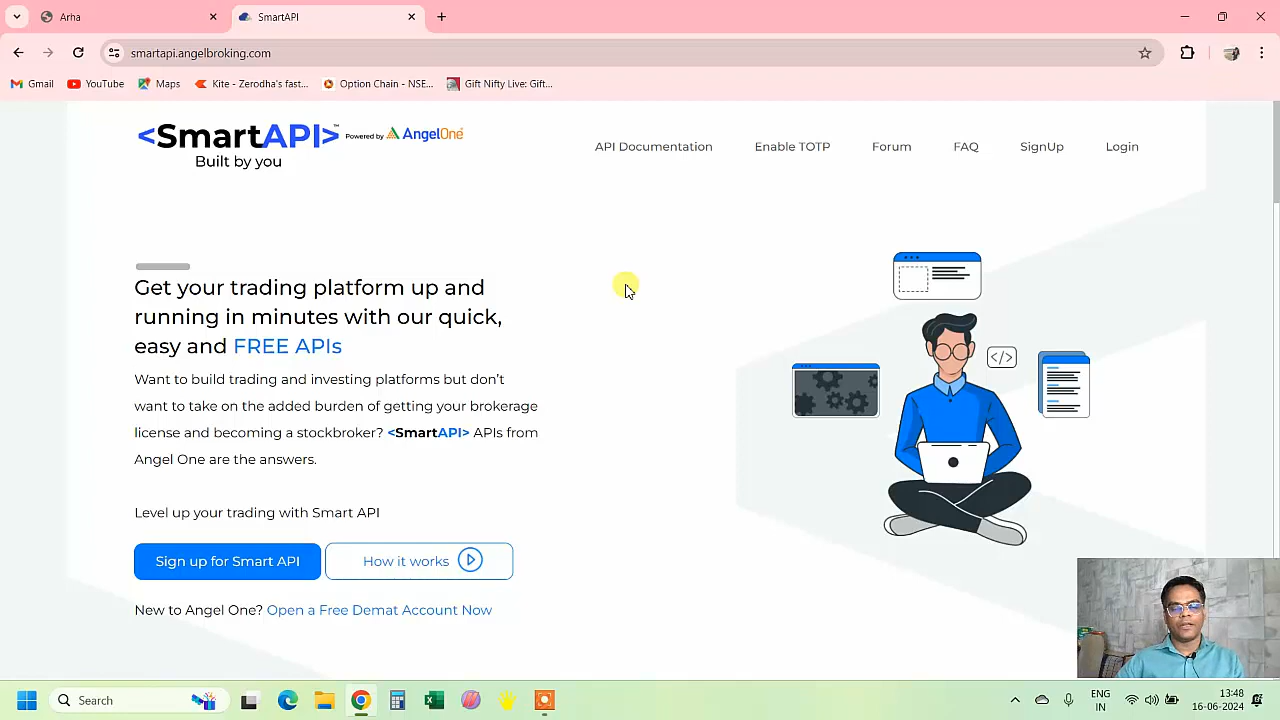 Arha
SmartAPI
smartapi.angelbroking.com
Gmail
YouTube
Maps
Kite - Zerodha's fast...
Option Chain - NSE...
Gift Nifty Live: Gift...
<SmartAPI>™ Powered by AngelOne
Built by you
API Documentation
Enable TOTP
Forum
FAQ
SignUp
Login
Get your trading platform up and
running in minutes with our quick,
easy and FREE APIs
Want to build trading and investing platforms but don't
want to take on the added burden of getting your brokerage
license and becoming a stockbroker? <SmartAPI> APIs from
Angel One are the answers.
Level up your trading with Smart API
Sign up for Smart API
How it works
New to Angel One? Open a Free Demat Account Now
</>
Search
ENG
IN
13:48
16-06-2024